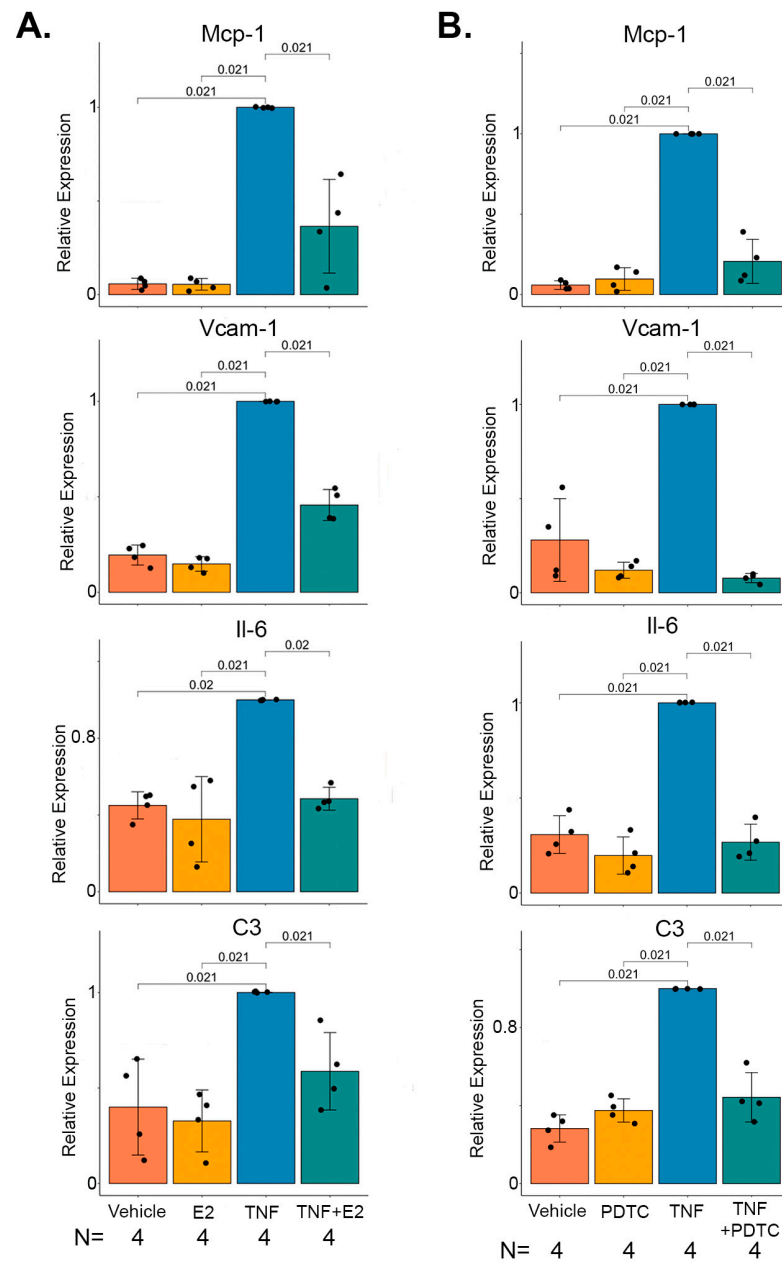 A.
Mcp-1
0.021
0.021
0.021
1
0
Relative Expression
Vcam-1
0.021
0.021
0.021
1
0
Relative Expression
Il-6
0.02
0.021
0.02
0.8
0
Relative Expression
C3
0.021
0.021
0.021
1
0
Relative Expression
Vehicle E2 TNF TNF+E2
N= 4 4 4 4
B.
Mcp-1
0.021
0.021
0.021
1
0
Relative Expression
Vcam-1
0.021
0.021
0.021
1
0
Relative Expression
Il-6
0.021
0.021
0.021
1
0
Relative Expression
C3
0.021
0.021
0.021
0.8
0
Relative Expression
Vehicle PDTC TNF TNF
+PDTC
N= 4 4 4 4